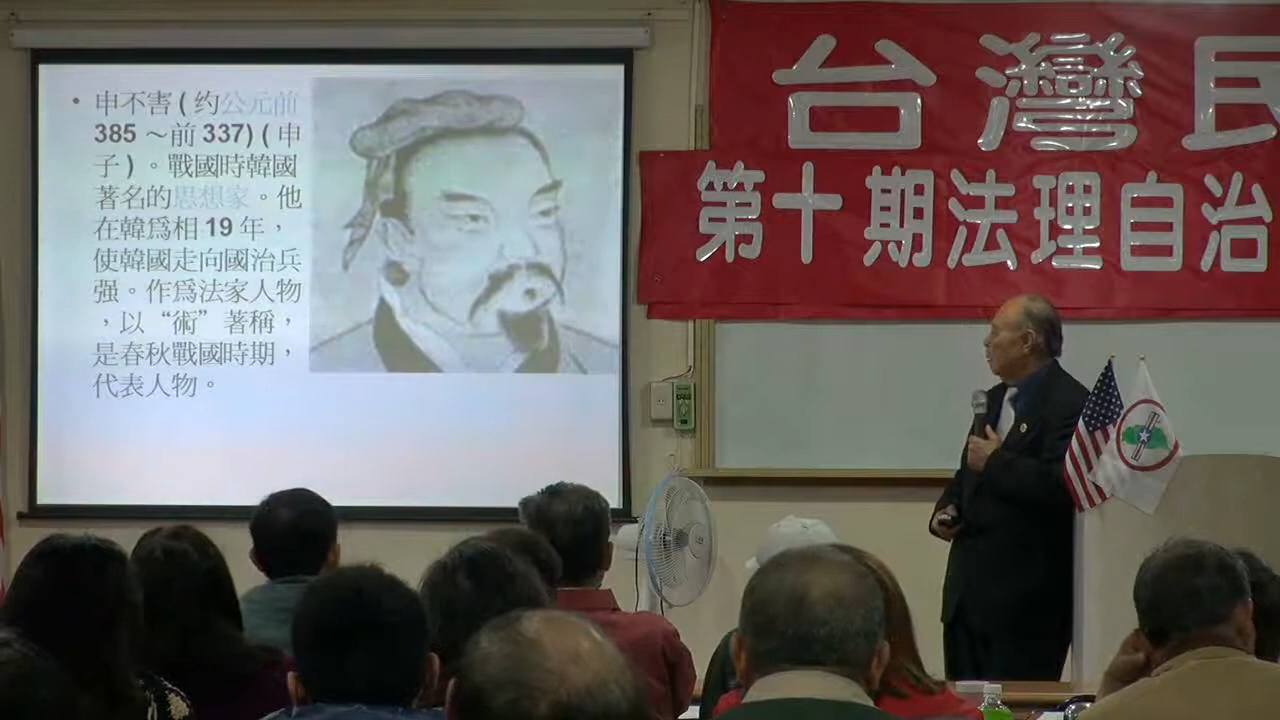 • 申不害 ( 约公元前
385 ～前 337) ( 申
子 ) 。戰國時韓國
著名的思想家。他
在韓爲相 19 年，
使韓國走向國治兵
强。作爲法家人物
，以“術”著稱，
是春秋戰國時期，
代表人物。
台灣民
第十期法理自治